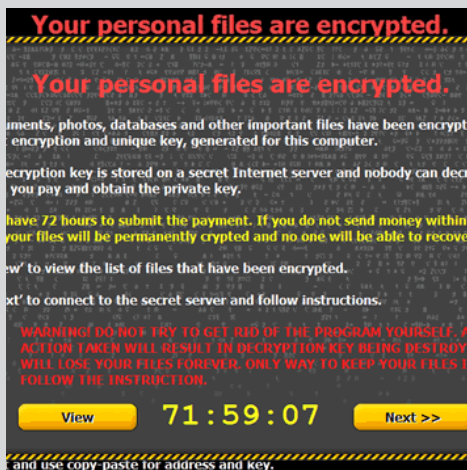 Your personal files are encrypted.
Your personal files are encrypted.
uments, photos, databases and other important files have been encrypt
encryption and unique key, generated for this computer.
ecryption key is stored on a secret Internet server and nobody can decr
you pay and obtain the private key.
have 72 hours to submit the payment. If you do not send money within
your files will be permanently crypted and no one will be able to recove
ew' to view the list of files that have been encrypted.
xt' to connect to the secret server and follow instructions.
WARNING! DO NOT TRY TO GET RID OF THE PROGRAM YOURSELF. A
ACTION TAKEN WILL RESULT IN DECRYPTION KEY BEING DESTROY
WILL LOSE YOUR FILES FOREVER. ONLY WAY TO KEEP YOUR FILES I
FOLLOW THE INSTRUCTION.
View 71:59:07 Next >>
t and use copy-paste for address and key.